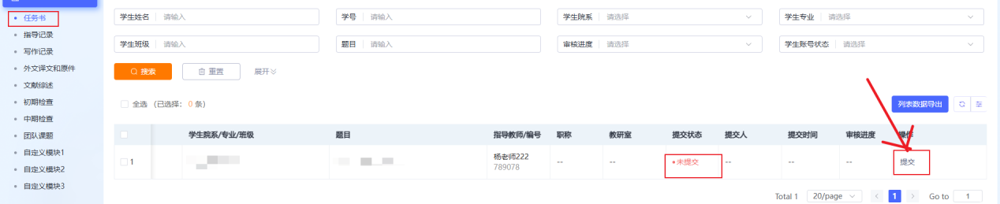 任务书
指导记录
写作记录
外文译文和原件
文献综述
初期检查
中期检查
团队课题
自定义模块1
自定义模块2
自定义模块3
学生姓名 请输入 学号 请输入 学生院系 请选择 学生专业 请选择
学生班级 请输入 题目 请输入 审核进度 请选择 学生账号状态 请选择
搜索 重置 展开
全选 (已选择: 0 条) 列表数据导出
学生院系/专业/班级 题目 指导教师/编号 职称 教研室 提交状态 提交人 提交时间 审核进度 操作
1 杨老师222 -- -- 未提交 -- -- -- 提交
789078
Total 1 20/page < 1 > Go to 1